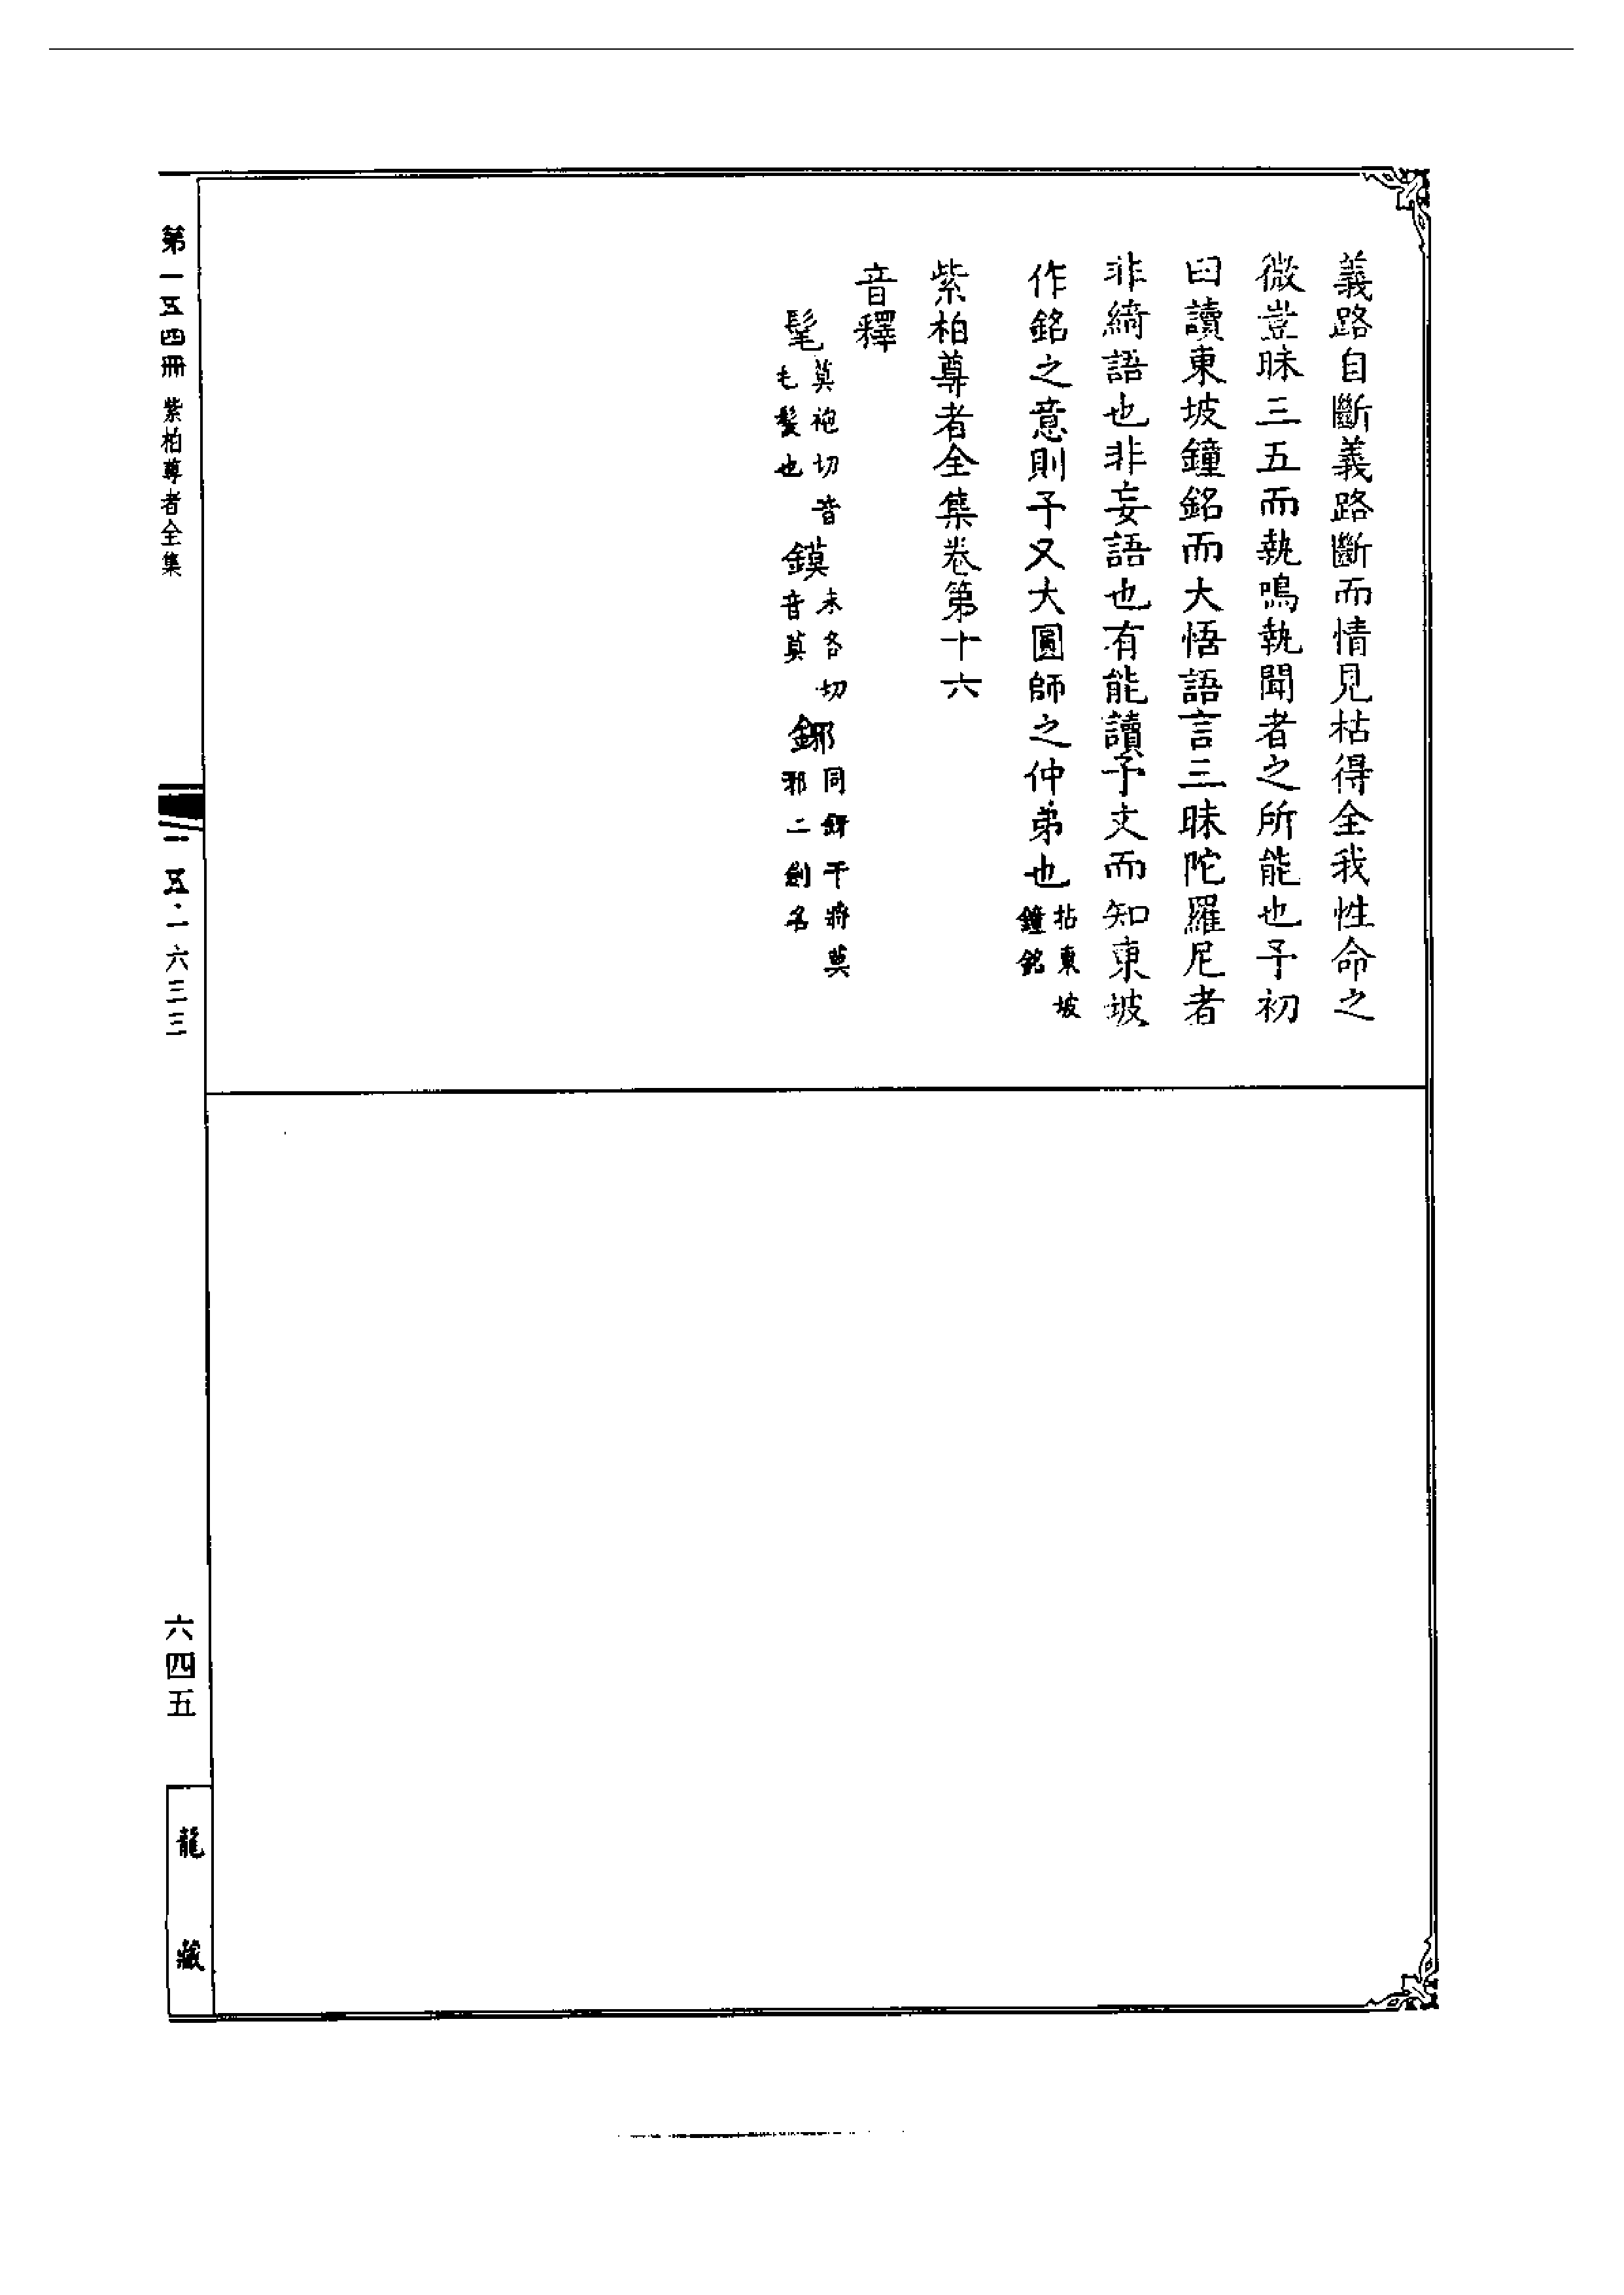 義路自斷義路斷而情見枯得全我性命之
微豈昧三五而執鳴執聞者之所能也予初
曰讀東坡鐘銘而大悟語言三昧陀羅尼者
非綺語也非妄語也有能讀予文而知東坡
作銘之意則予又大圓師之仲弟也拈東坡鐘銘
紫柏尊者全集卷第十六
音釋
髦莫袍切音毛髮也 鏌末各切音莫 鎁同釾干將莫邪二劍名
第一五四冊 紫柏尊者全集
一五·一六三三
六四五
龍藏